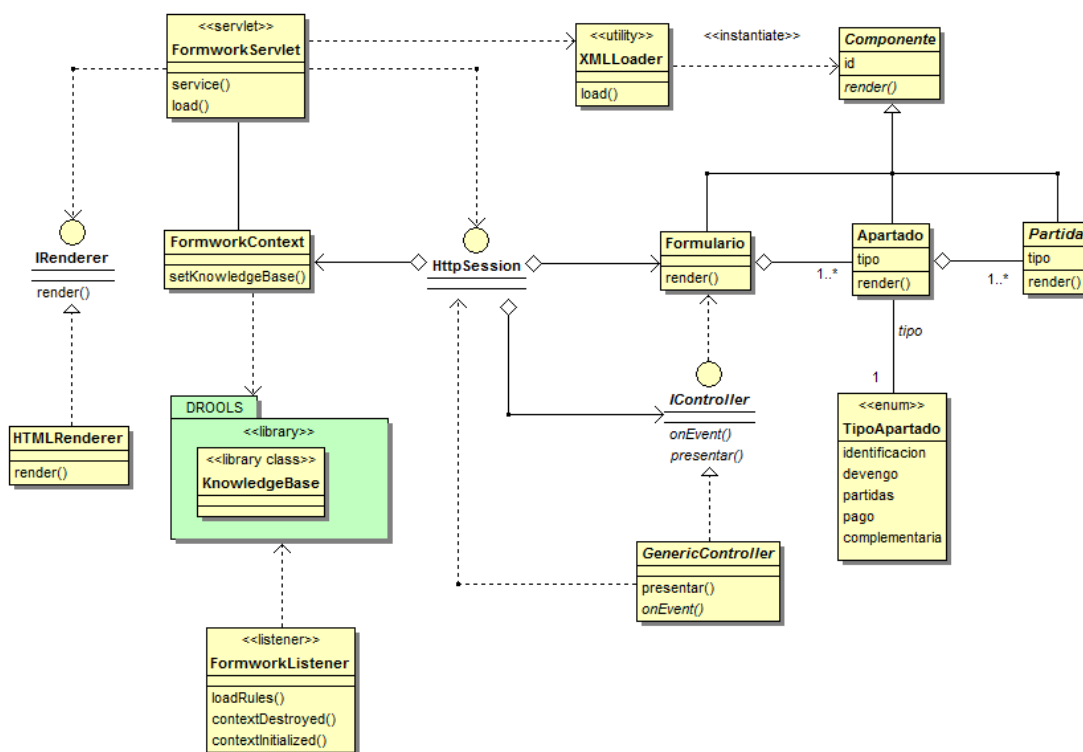 <<servlet>>
FormworkServlet
service()
load()
<<utility>>
XMLLoader
load()
<<instantiate>>
Componente
id
render()
IRenderer
render()
FormworkContext
setKnowledgeBase()
HttpSession
Formulario
render()
1..*
Apartado
tipo
render()
1..*
Partida
tipo
render()
tipo
1
HTMLRenderer
render()
DROOLS
<<library>>
<<library class>>
KnowledgeBase
IController
onEvent()
presentar()
<<enum>>
TipoApartado
identificacion
devengo
partidas
pago
complementaria
GenericController
presentar()
onEvent()
<<listener>>
FormworkListener
loadRules()
contextDestroyed()
contextInitialized()